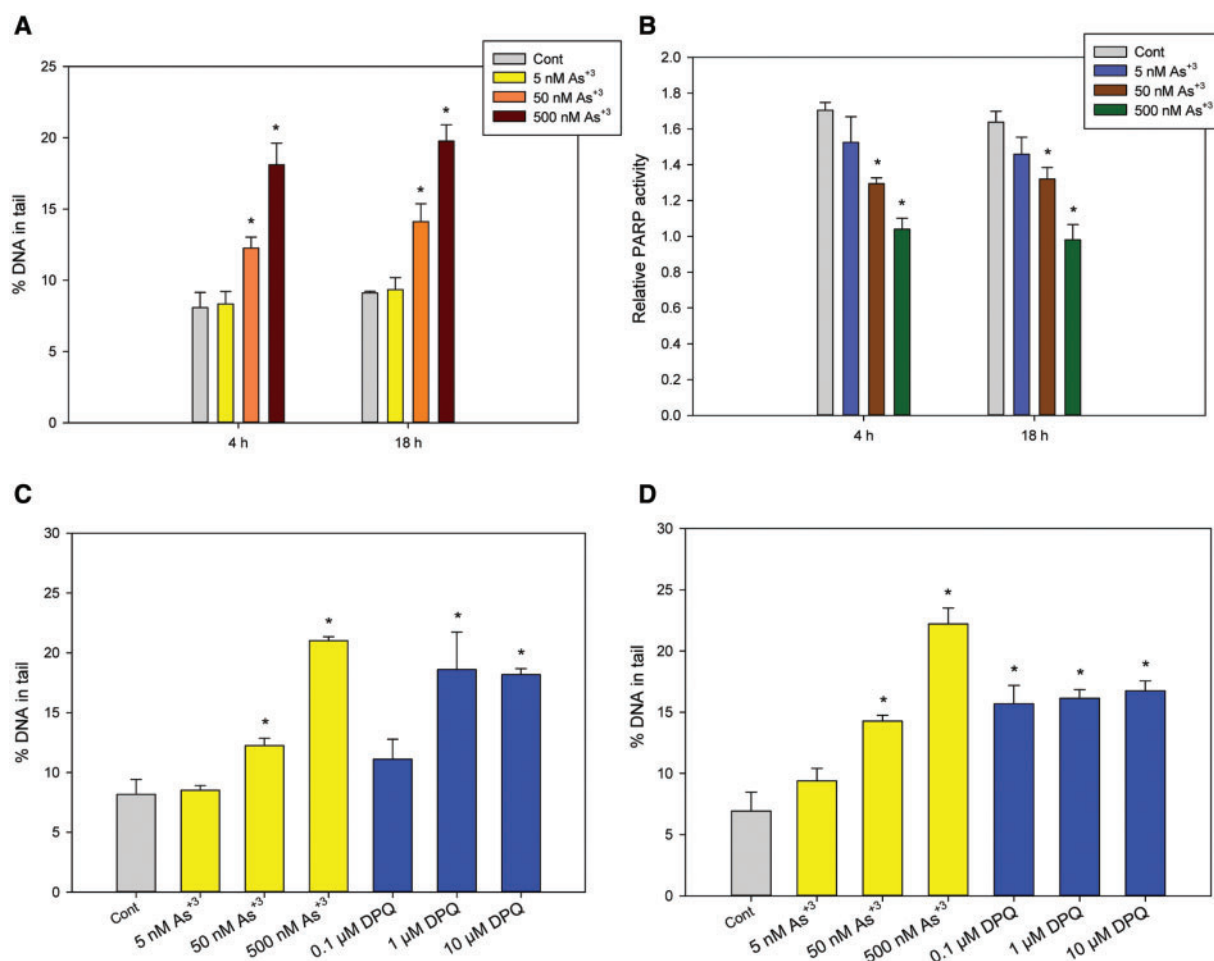 A
Cont
5 nM As+3
50 nM As+3
500 nM As+3
% DNA in tail
25
20
15
10
5
0
* * * *
4 h 18 h
B
Cont
5 nM As+3
50 nM As+3
500 nM As+3
Relative PARP activity
2.0
1.8
1.6
1.4
1.2
1.0
0.8
0.6
0.4
0.2
0.0
* * * *
4 h 18 h
C
% DNA in tail
30
25
20
15
10
5
0
* * * *
Cont
5 nM As+3
50 nM As+3
500 nM As+3
0.1 µM DPQ
1 µM DPQ
10 µM DPQ
D
% DNA in tail
30
25
20
15
10
5
0
* * * * *
Cont
5 nM As+3
50 nM As+3
500 nM As+3
0.1 µM DPQ
1 µM DPQ
10 µM DPQ